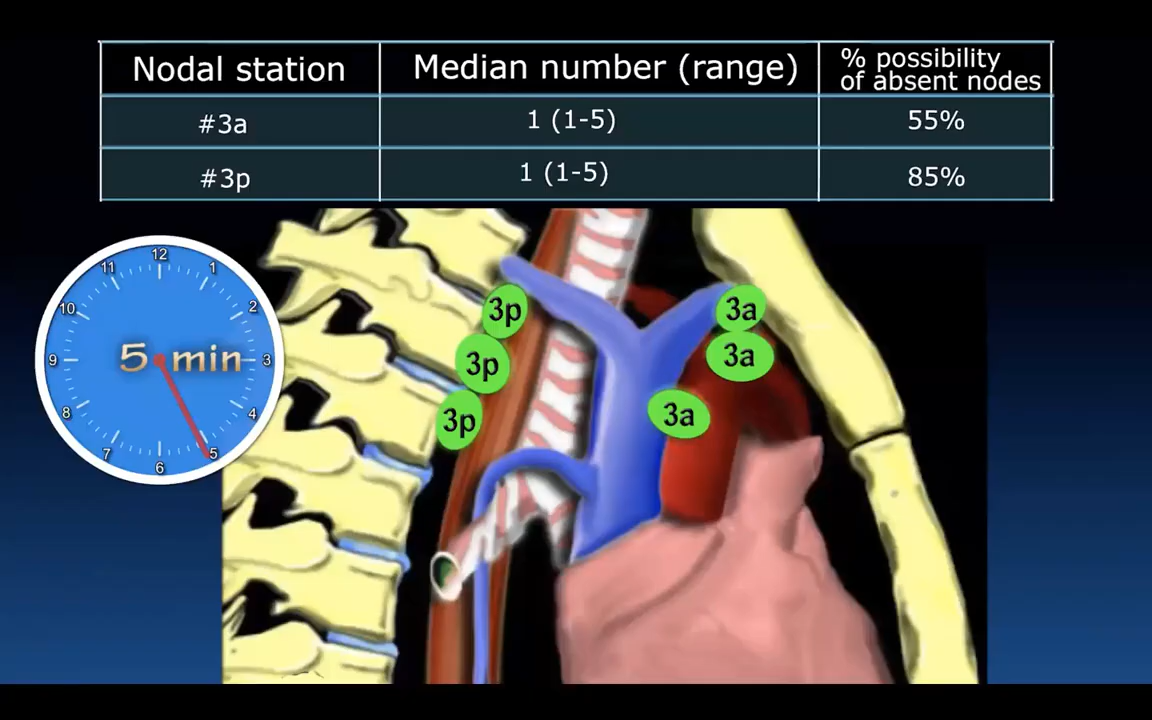 Nodal station
Median number (range)
% possibility
of absent nodes
#3a
1 (1-5)
55%
#3p
1 (1-5)
85%
12
11
1
10
2
9
5 min
3
8
4
7
5
6
3p
3a
3p
3a
3p
3a